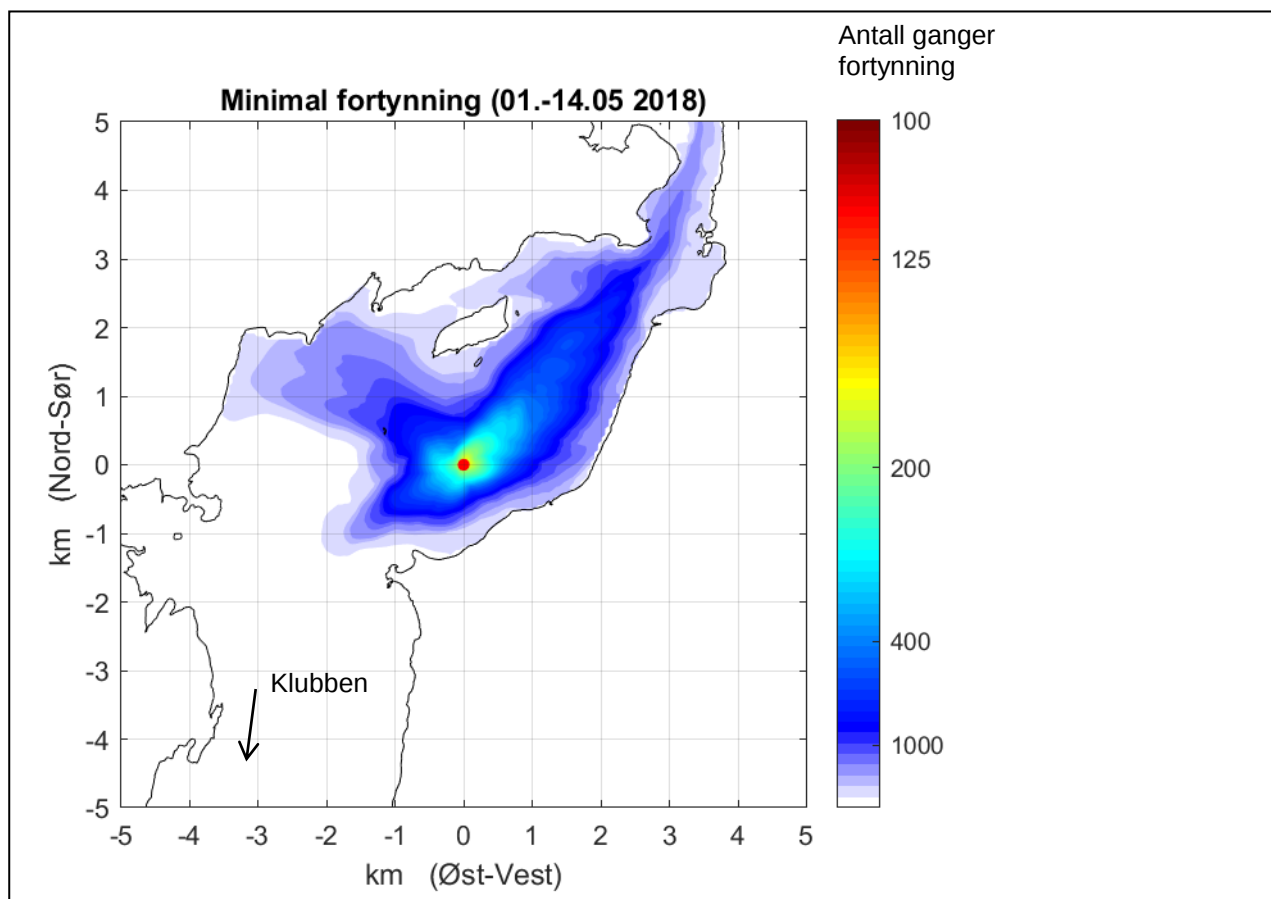 Antall ganger
fortynning
Minimal fortynning (01.-14.05 2018)
5
4
3
2
1
0
-1
-2
-3
-4
-5
km (Nord-Sør)
-5 -4 -3 -2 -1 0 1 2 3 4 5
km (Øst-Vest)
Klubben
100
125
200
400
1000